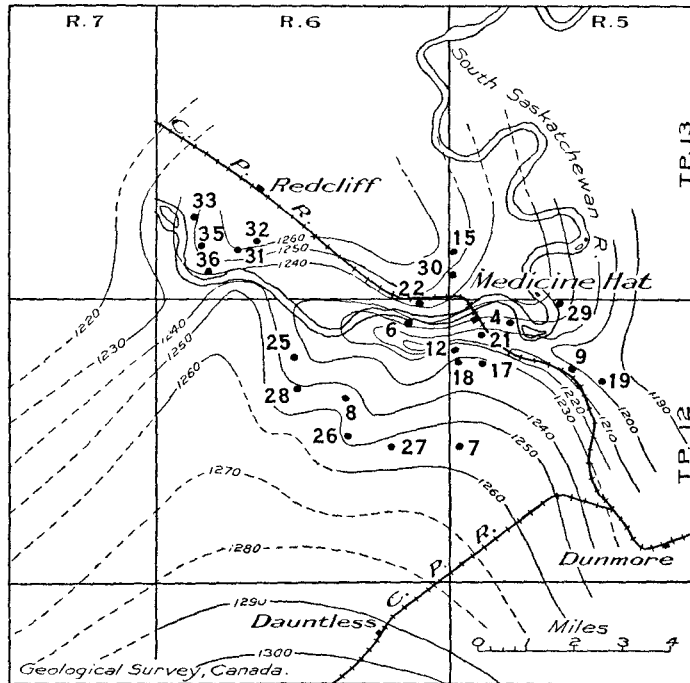 R.7
R.6
R.5
South Saskatchewan R.
TP. 13
C. P. R.
Redcliff
33
35
32
31
36
1260
1250
1240
15
30
Medicine Hat
22
6
4
21
29
1220
1230
1240
1250
1260
25
12
18
17
9
19
28
8
1220
1230
1210
1200
1190
TP. 12
26
27
7
1240
1250
1260
1270
1280
C. P. R.
Dunmore
1290
Dauntless
Miles
0 2 4
1300
Geological Survey, Canada.